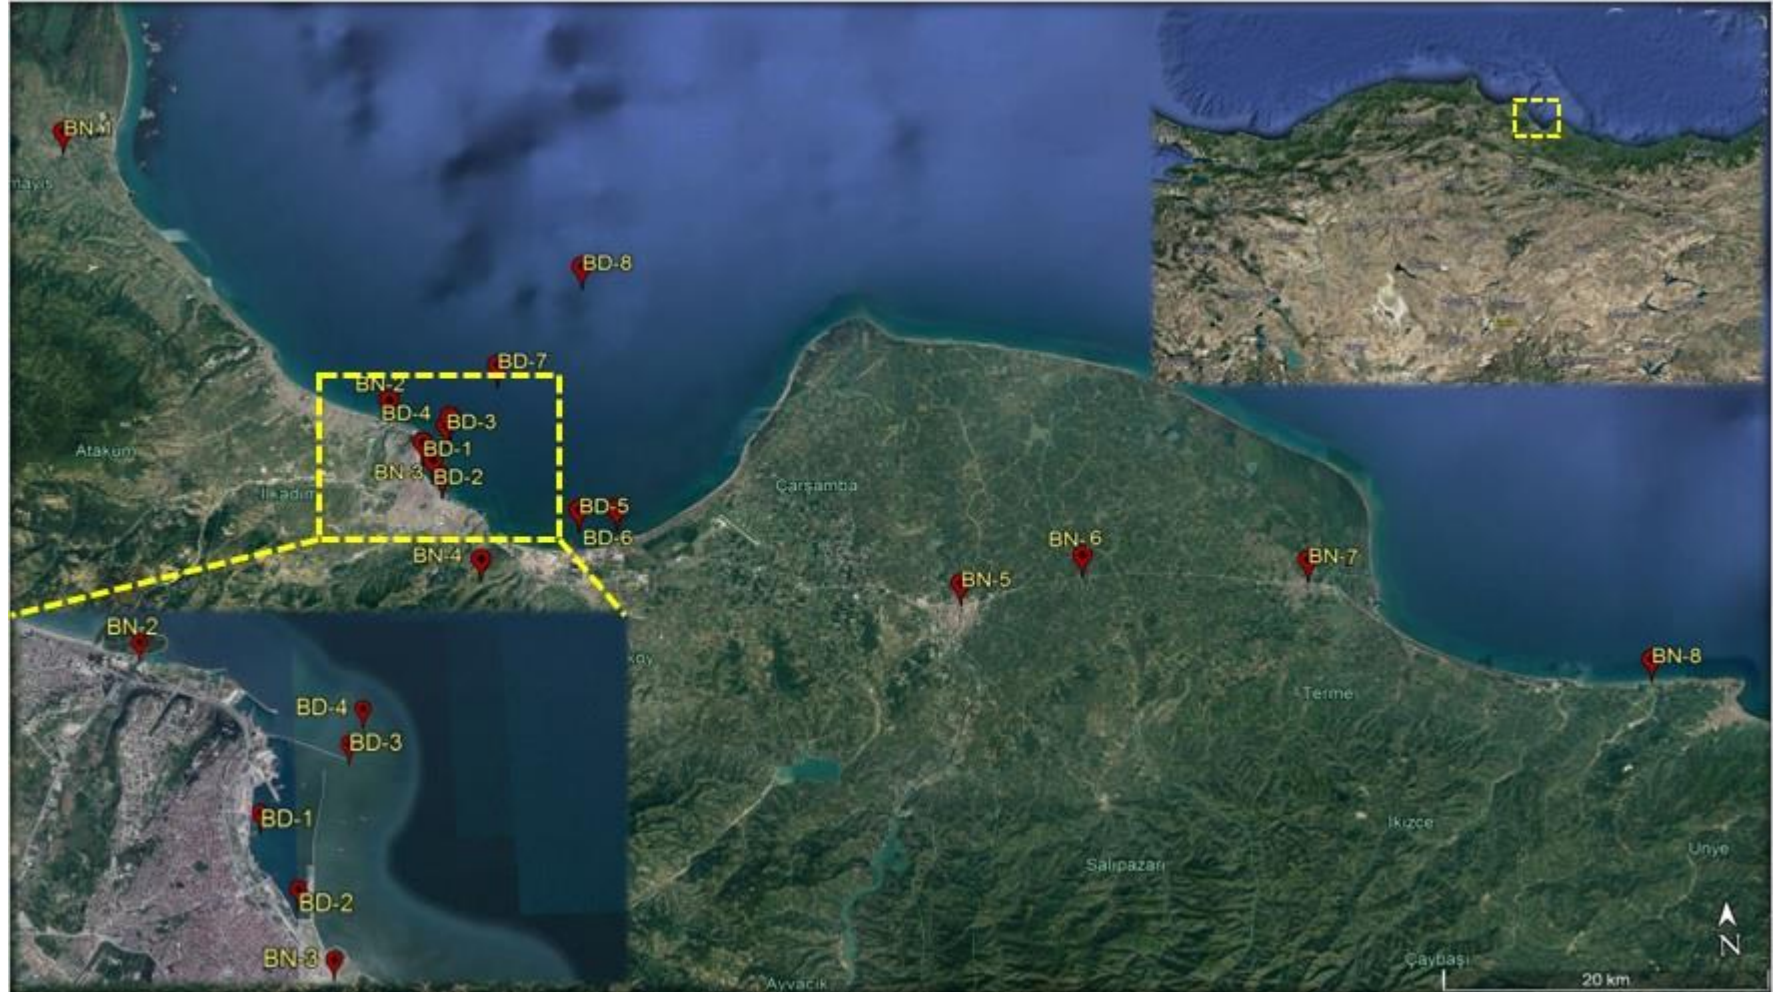 BN-1
mayis
BD-8
BD-7
BN-2
BD-4
BD-3
BD-1
BN-3
BD-2
Atakum
İlkadım
Çarşamba
BD-5
BD-6
BN-4
BN-5
BN-6
BN-7
BN-8
BN-2
BD-4
BD-3
BD-1
BD-2
BN-3
köy
Terme
İkizce
Ünye
Salıpazarı
Çaybaşı
Ayvacık
N
20 km